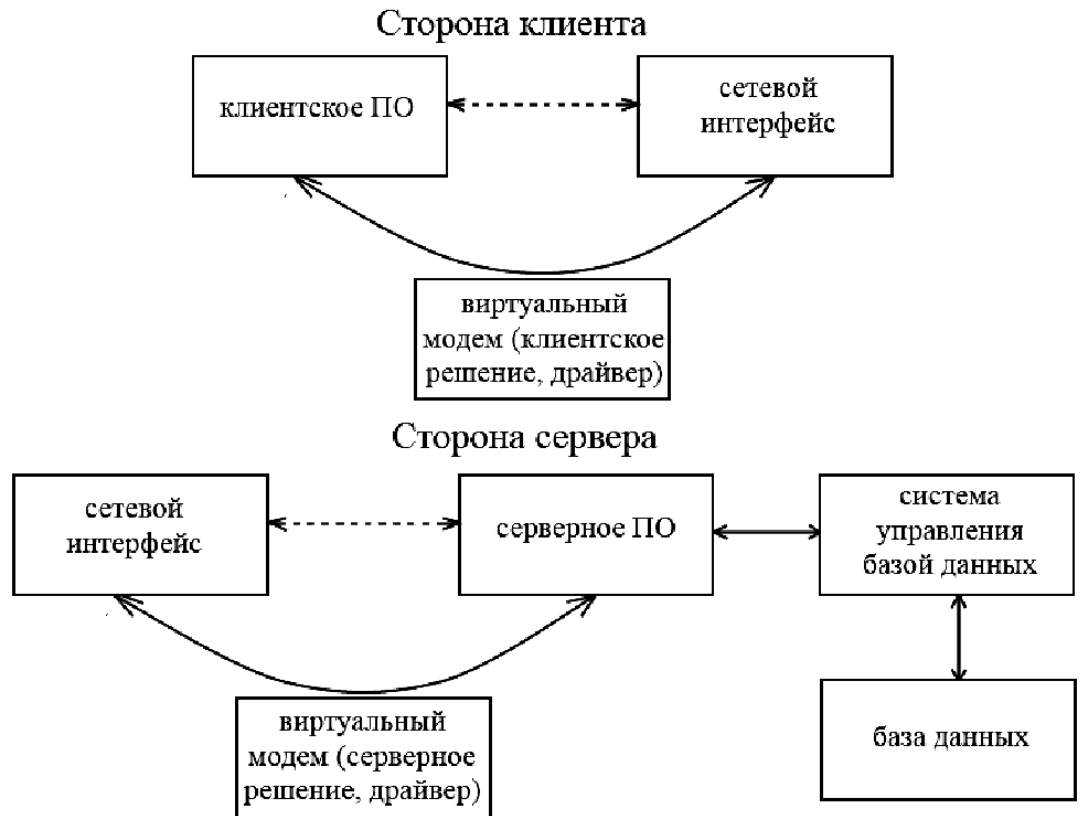 Сторона клиента
клиентское ПО
сетевой
интерфейс
виртуальный
модем (клиентское
решение, драйвер)
Сторона сервера
сетевой
интерфейс
серверное ПО
система
управления
базой данных
виртуальный
модем (серверное
решение, драйвер)
база данных